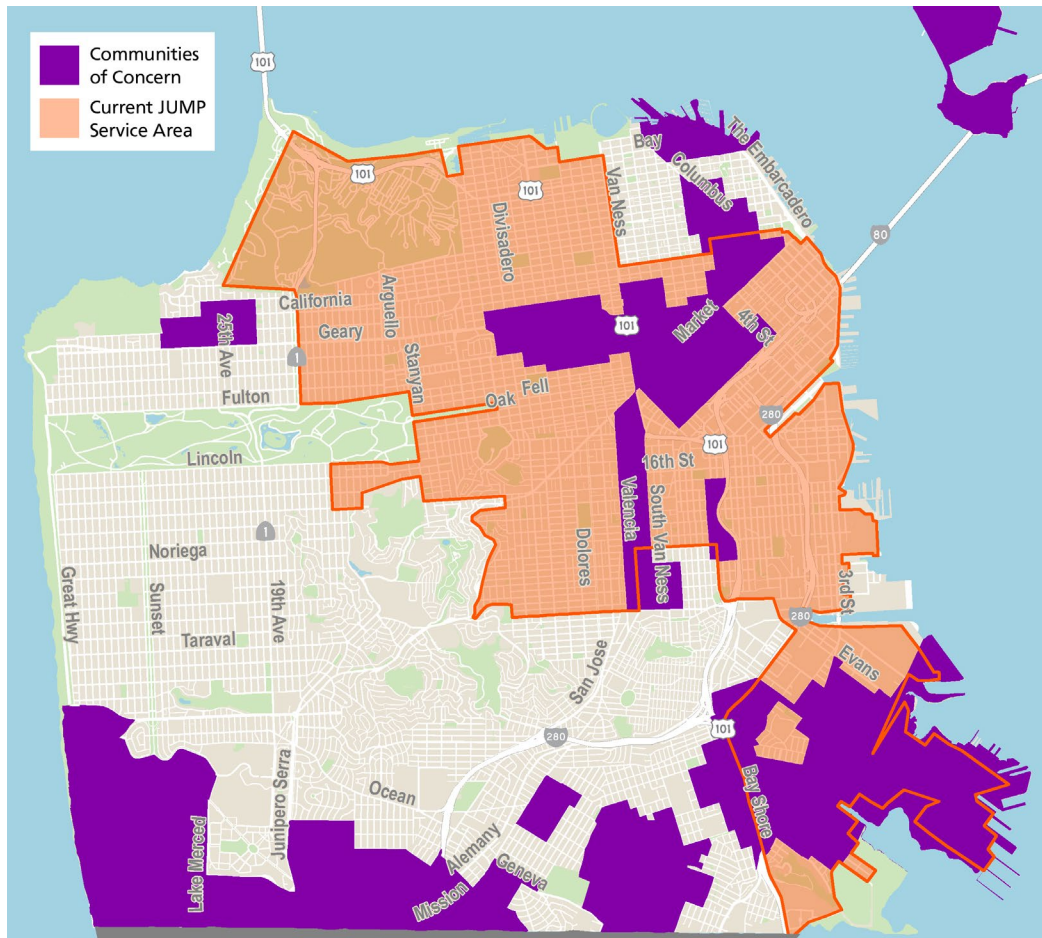 Communities
of Concern
Current JUMP
Service Area
101
101
101
Bay
The Embarcadero
Columbus
Van Ness
Divisadero
80
California
Arguello
Geary
25th Ave
1
Stanyan
Market
4th St
101
Fulton
Oak
Fell
280
Lincoln
101
16th St
Valencia
South Van Ness
1
Noriega
Dolores
Great Hwy
Sunset
19th Ave
3rd St
280
Taraval
San Jose
Evans
101
280
Junipero Serra
Ocean
Bay Shore
Lake Merced
Alemany
Geneva
Mission